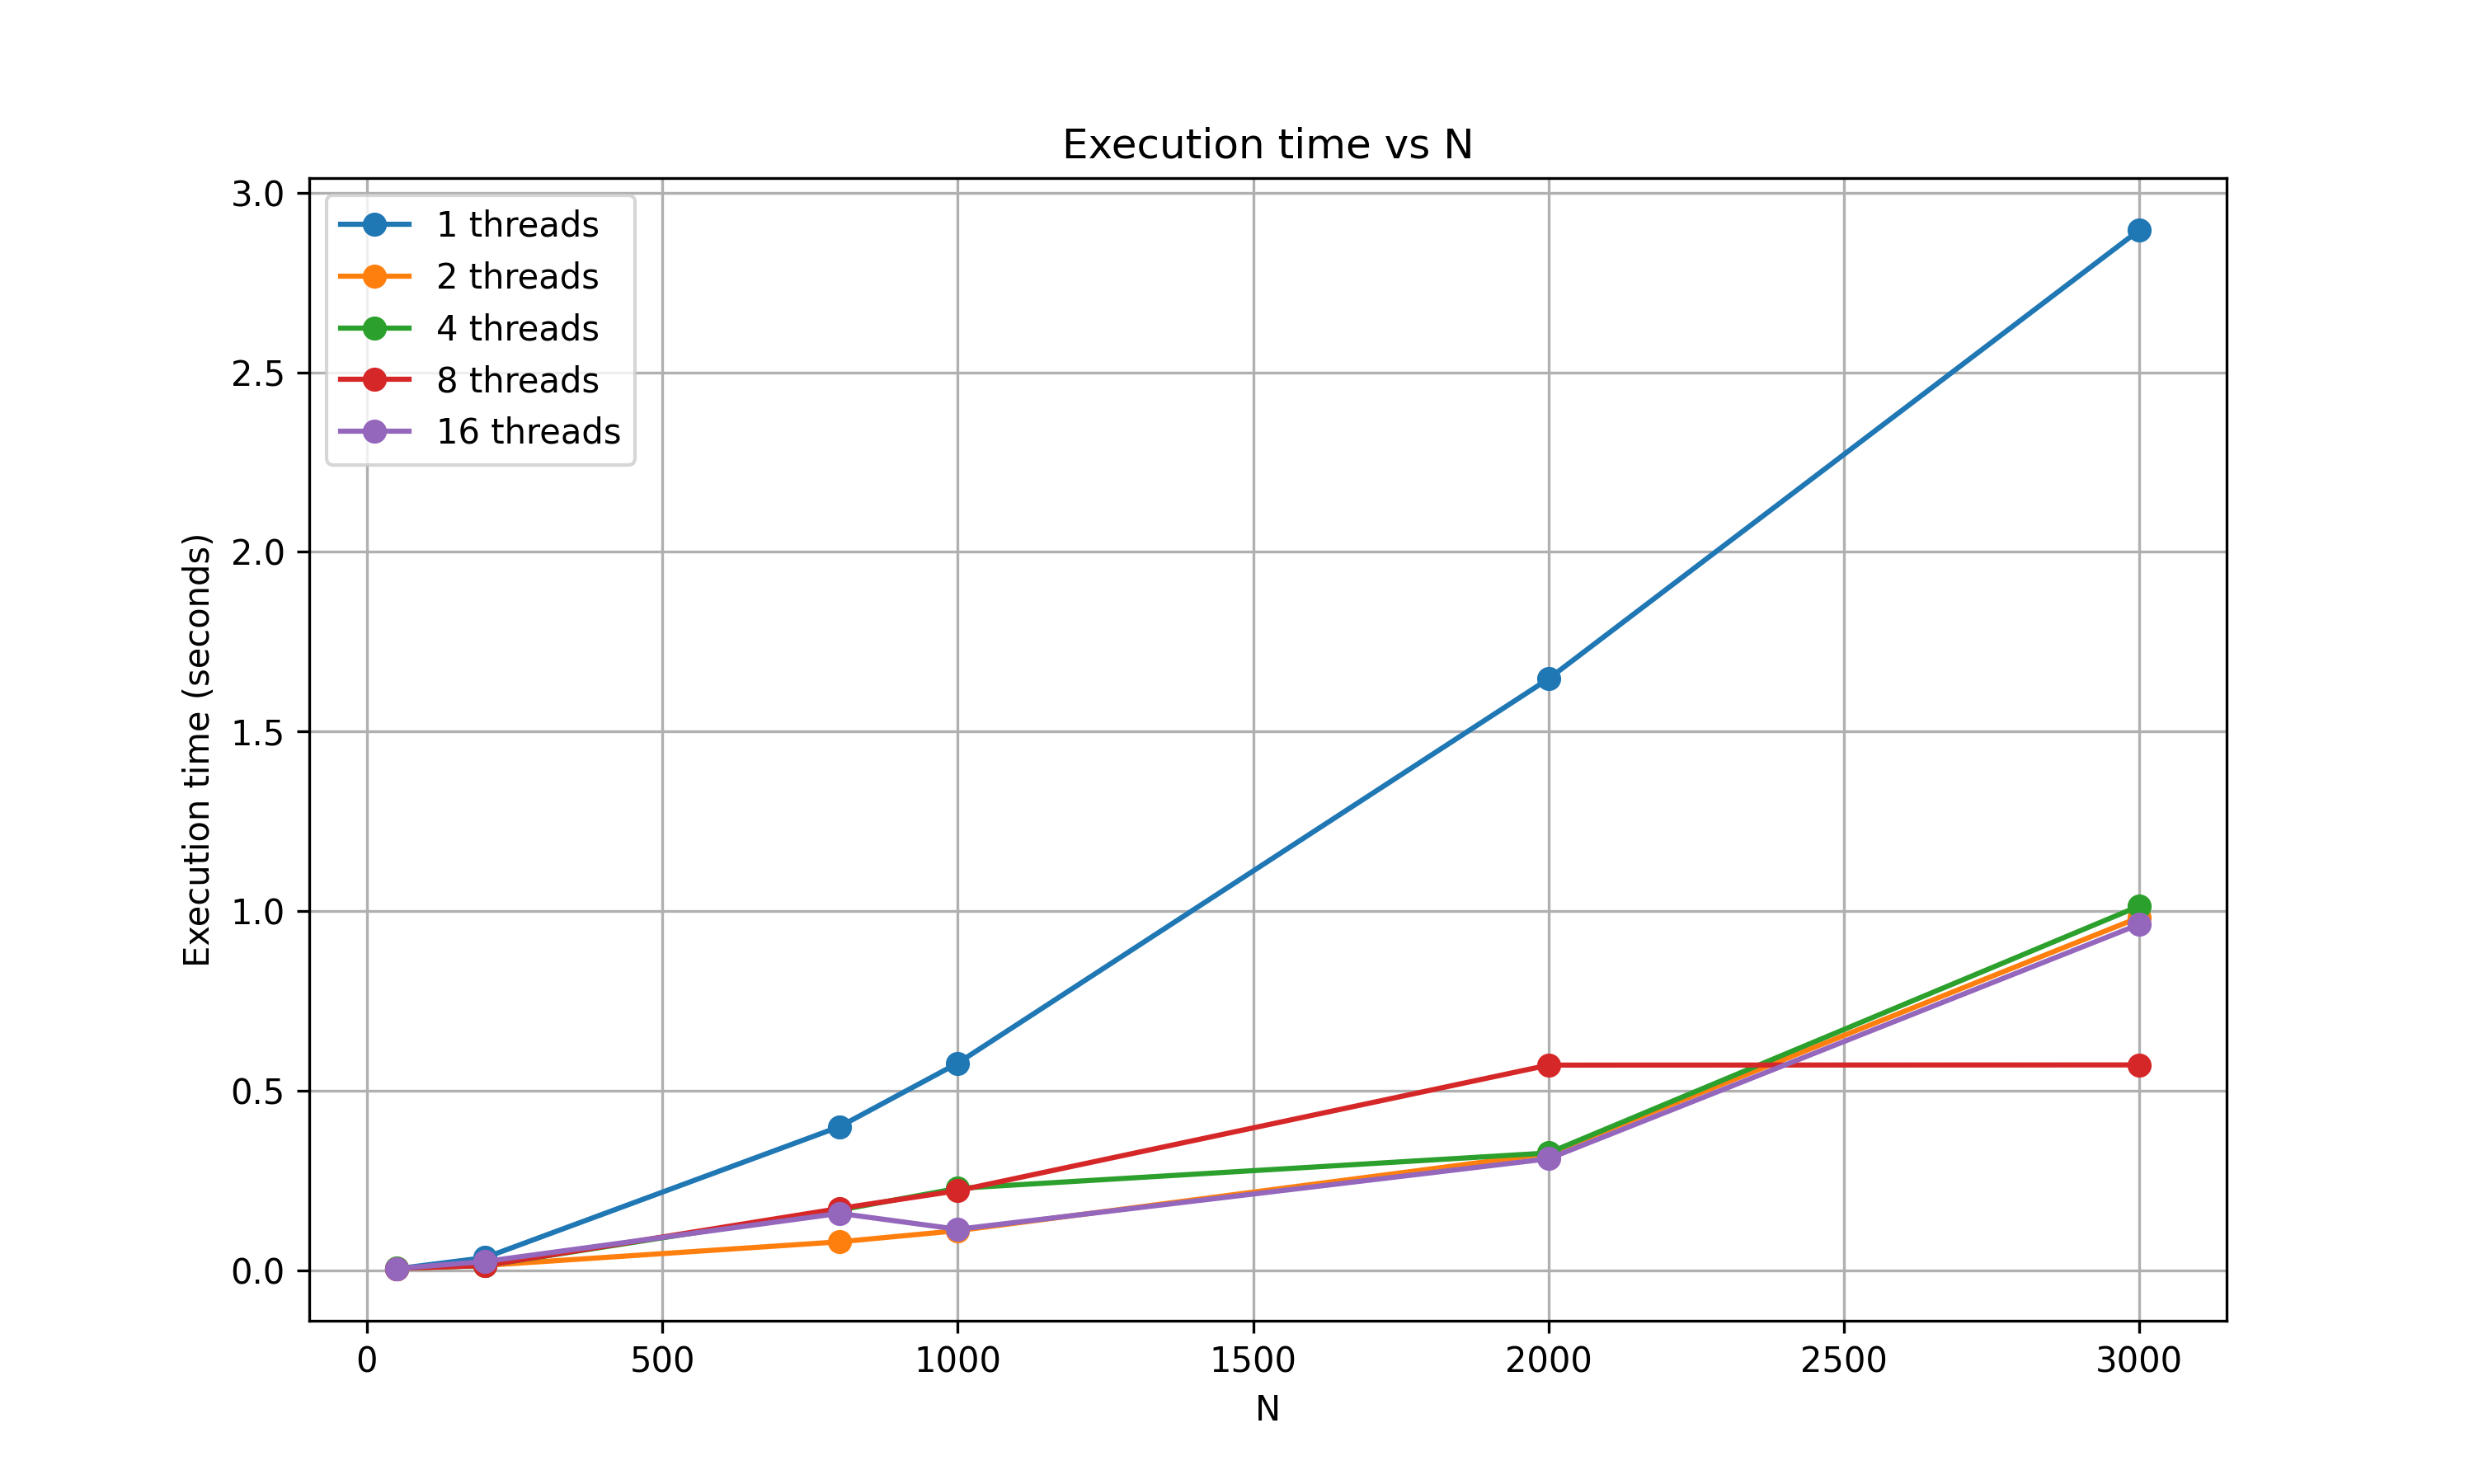 Execution time vs N
3.0
2.5
2.0
1.5
1.0
0.5
0.0
Execution time (seconds)
1 threads
2 threads
4 threads
8 threads
16 threads
0 500 1000 1500 2000 2500 3000
N